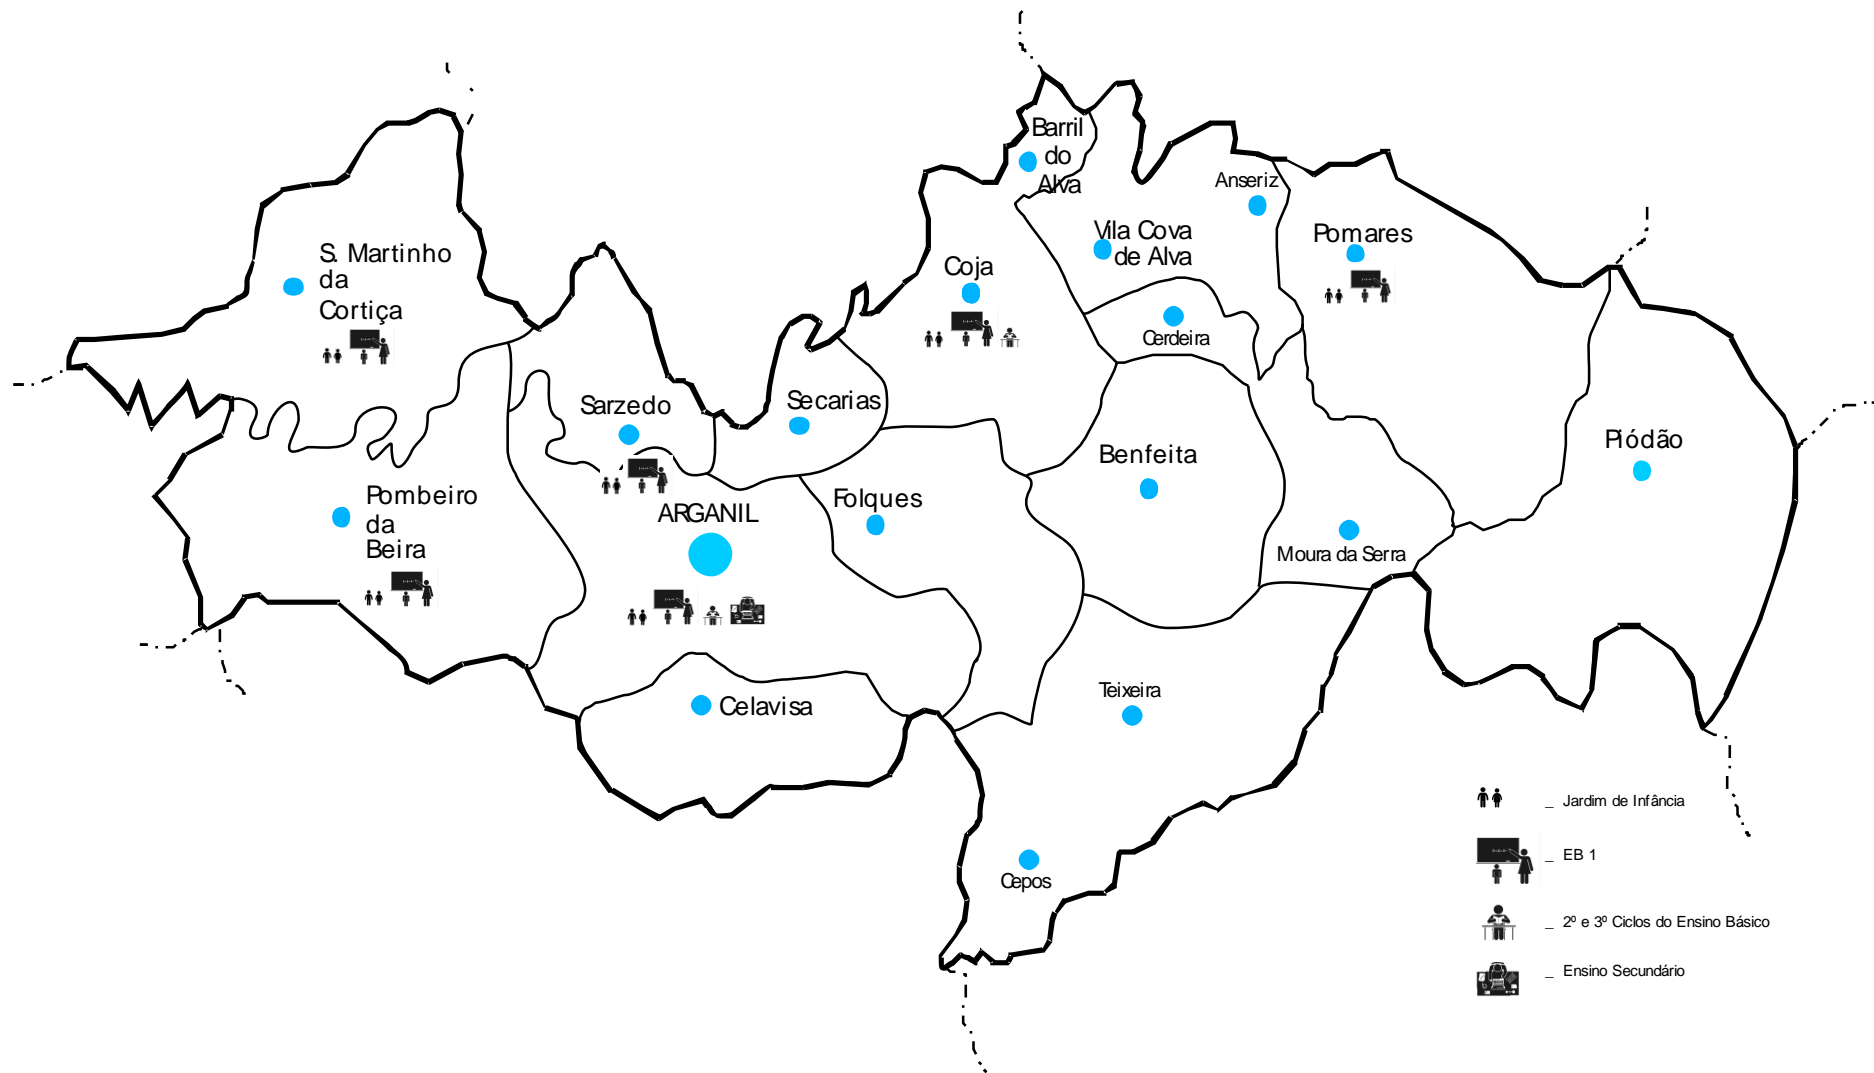 Barril
do
Alva
Anseriz
Vila Cova
de Alva
Pomares
S. Martinho
da
Cortiça
Coja
Cerdeira
Sarzedo
Secarias
Benfeita
Piódão
Pombeiro
da
Beira
Folques
ARGANIL
Moura da Serra
Teixeira
Celavisa
Cepos
_ Jardim de Infância
_ EB 1
_ 2º e 3º Ciclos do Ensino Básico
_ Ensino Secundário